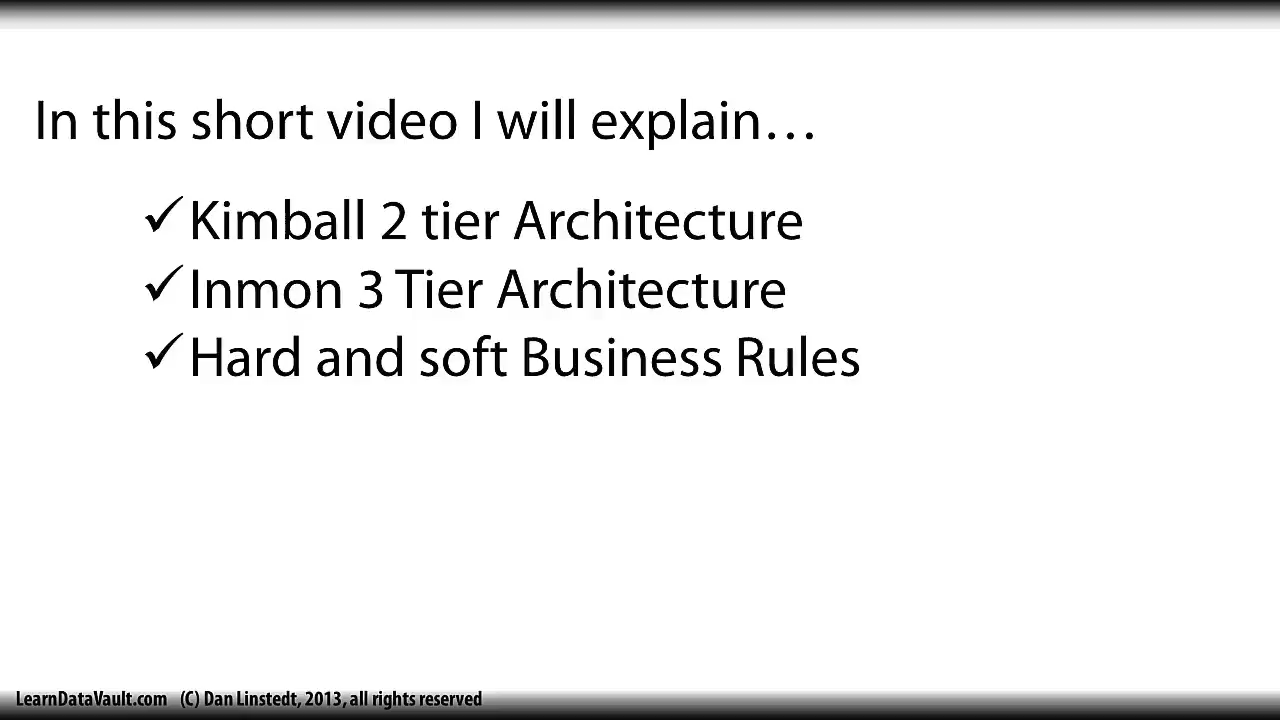 In this short video I will explain…
✓Kimball 2 tier Architecture
✓Inmon 3 Tier Architecture
✓Hard and soft Business Rules
LearnDataVault.com (C) Dan Linstedt, 2013, all rights reserved